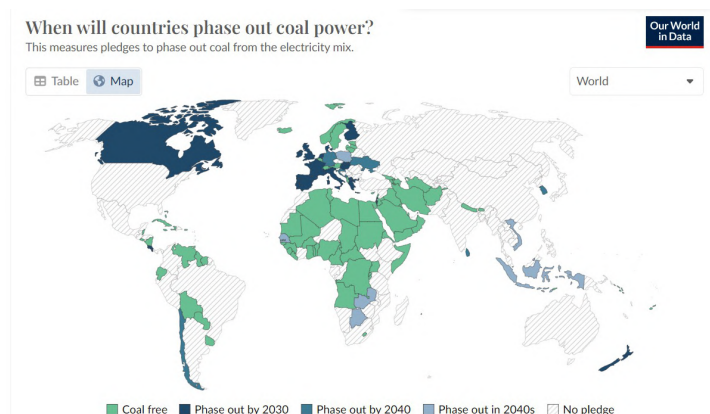 When will countries phase out coal power?
This measures pledges to phase out coal from the electricity mix.
Our World
in Data
Table
Map
World
Coal free
Phase out by 2030
Phase out by 2040
Phase out in 2040s
No pledge